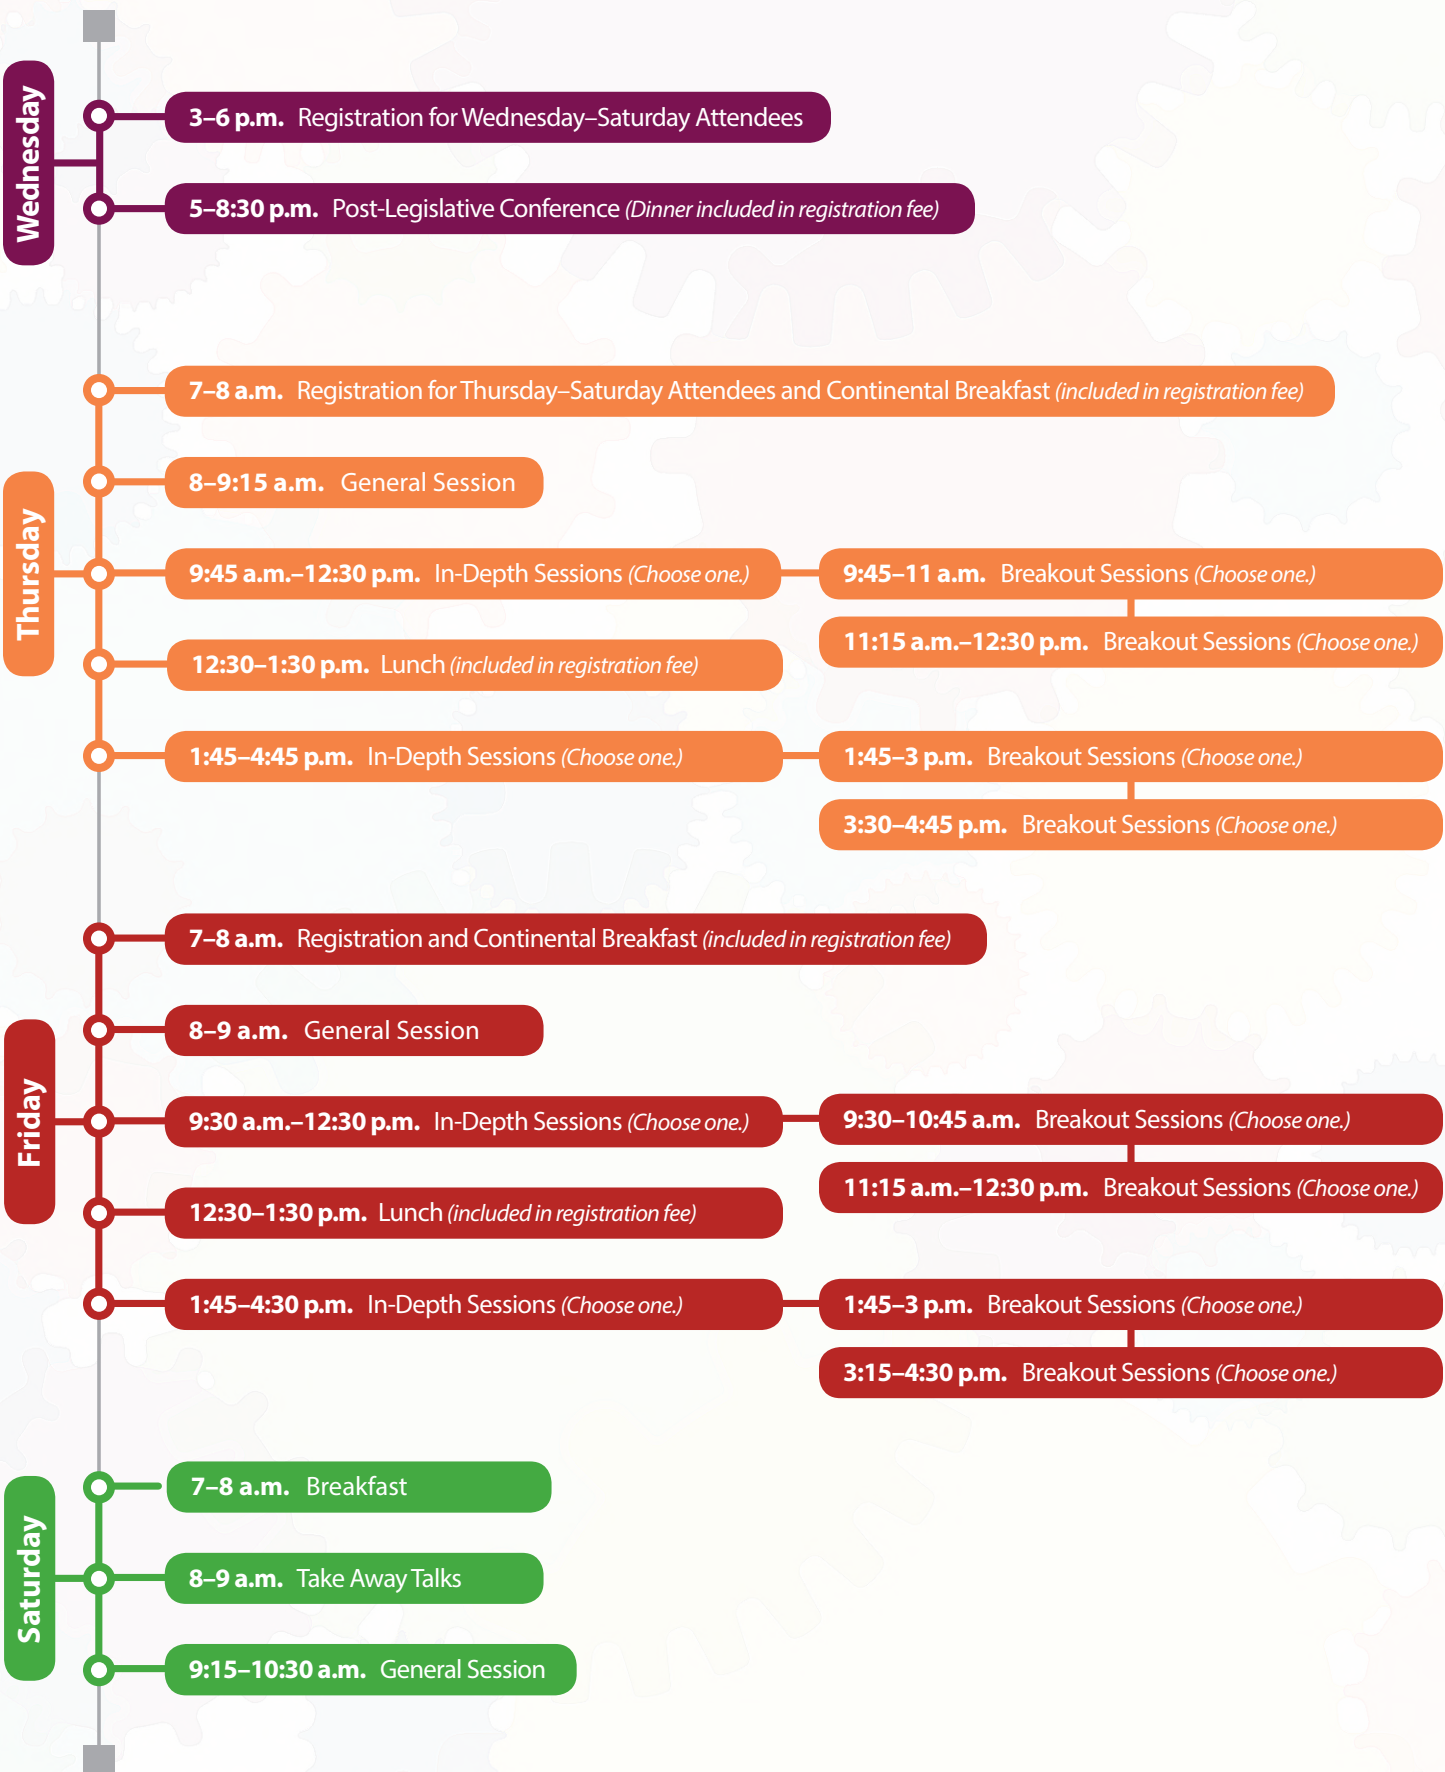 Wednesday
3–6 p.m. Registration for Wednesday–Saturday Attendees
5–8:30 p.m. Post-Legislative Conference (Dinner included in registration fee)
Thursday
7–8 a.m. Registration for Thursday–Saturday Attendees and Continental Breakfast (included in registration fee)
8–9:15 a.m. General Session
9:45 a.m.–12:30 p.m. In-Depth Sessions (Choose one.)
9:45–11 a.m. Breakout Sessions (Choose one.)
11:15 a.m.–12:30 p.m. Breakout Sessions (Choose one.)
12:30–1:30 p.m. Lunch (included in registration fee)
1:45–4:45 p.m. In-Depth Sessions (Choose one.)
1:45–3 p.m. Breakout Sessions (Choose one.)
3:30–4:45 p.m. Breakout Sessions (Choose one.)
Friday
7–8 a.m. Registration and Continental Breakfast (included in registration fee)
8–9 a.m. General Session
9:30 a.m.–12:30 p.m. In-Depth Sessions (Choose one.)
9:30–10:45 a.m. Breakout Sessions (Choose one.)
11:15 a.m.–12:30 p.m. Breakout Sessions (Choose one.)
12:30–1:30 p.m. Lunch (included in registration fee)
1:45–4:30 p.m. In-Depth Sessions (Choose one.)
1:45–3 p.m. Breakout Sessions (Choose one.)
3:15–4:30 p.m. Breakout Sessions (Choose one.)
Saturday
7–8 a.m. Breakfast
8–9 a.m. Take Away Talks
9:15–10:30 a.m. General Session